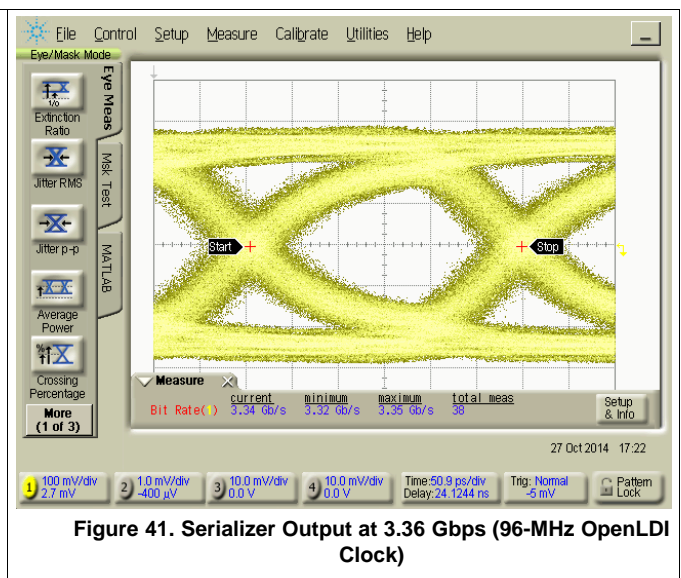 File Control Setup Measure Calibrate Utilities Help
Eye/Mask Mode
Extinction
Ratio
Jitter RMS
Jitter p-p
Average
Power
Crossing
Percentage
More
(1 of 3)
Eye Meas
Msk Test
MATLAB
Start
Stop
Measure
current minimum maximum total meas
Bit Rate(1) 3.34 Gb/s 3.32 Gb/s 3.35 Gb/s 38
Setup
& Info
27 Oct 2014 17:22
1 100 mV/div
2.7 mV
2 1.0 mV/div
-400 µV
3 10.0 mV/div
0.0 V
4 10.0 mV/div
0.0 V
Time:50.9 ps/div
Delay:24.1244 ns
Trig: Normal
-5 mV
Pattern
Lock
Figure 41. Serializer Output at 3.36 Gbps (96-MHz OpenLDI
Clock)